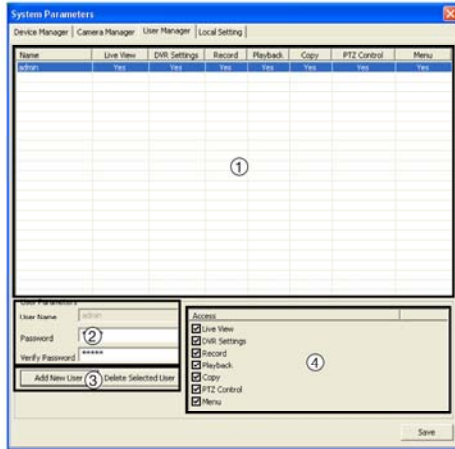 System Parameters
Device Manager Camera Manager User Manager Local Setting
Name Live View DVR Settings Record Playback Copy PTZ Control Menu
admin Yes Yes Yes Yes Yes Yes Yes
①
User Parameters
User Name admin
Password ②
Verify Password *****
Add New User ③ Delete Selected User
Access
Live View
DVR Settings
Record
Playback
Copy
PTZ Control
Menu
④
Save